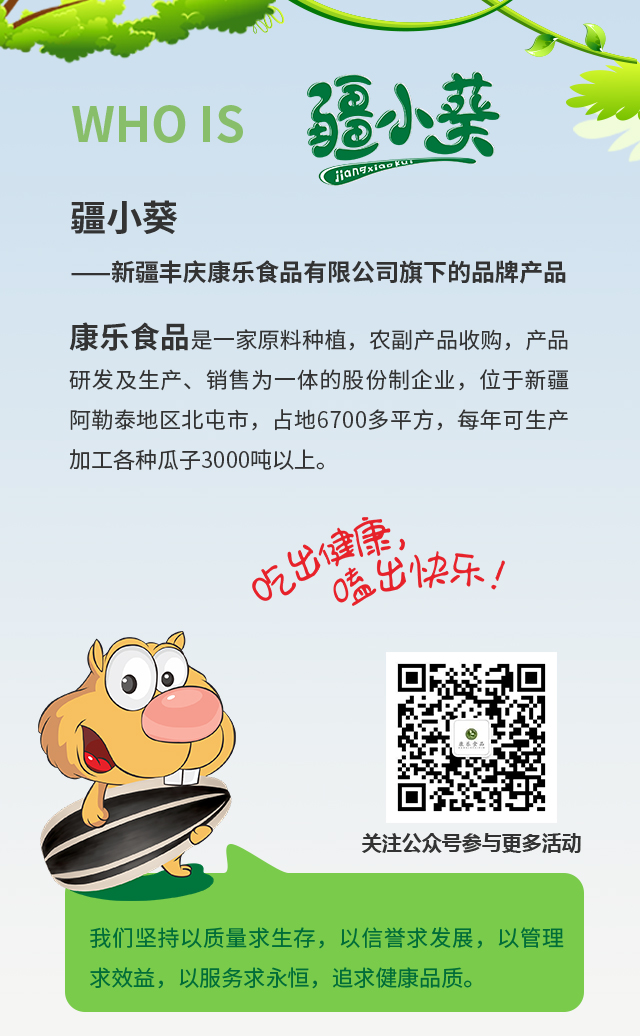 WHO IS 疆小葵
jiangxiaokui
疆小葵
——新疆丰庆康乐食品有限公司旗下的品牌产品
康乐食品是一家原料种植，农副产品收购，产品
研发及生产、销售为一体的股份制企业，位于新疆
阿勒泰地区北屯市，占地6700多平方，每年可生产
加工各种瓜子3000吨以上。
吃出健康，
嗑出快乐！
康乐食品
关注公众号参与更多活动
我们坚持以质量求生存，以信誉求发展，以管理
求效益，以服务求永恒，追求健康品质。